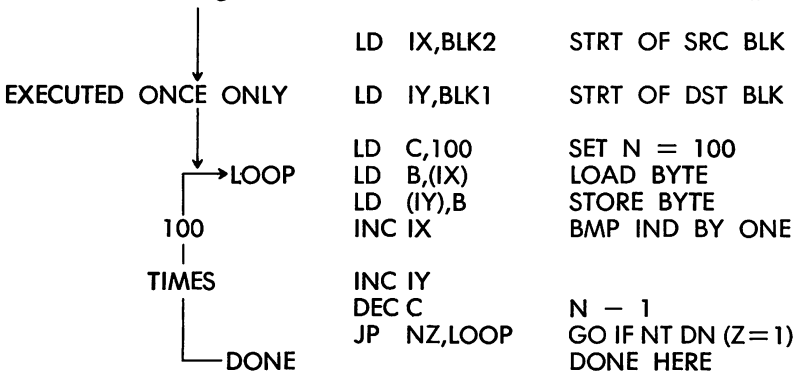 LD IX,BLK2 STRT OF SRC BLK
EXECUTED ONCE ONLY LD IY,BLK1 STRT OF DST BLK
LD C,100 SET N = 100
LOOP LD B,(IX) LOAD BYTE
LD (IY),B STORE BYTE
100 INC IX BMP IND BY ONE
TIMES INC IY
DEC C N – 1
JP NZ,LOOP GO IF NT DN (Z=1)
DONE DONE HERE